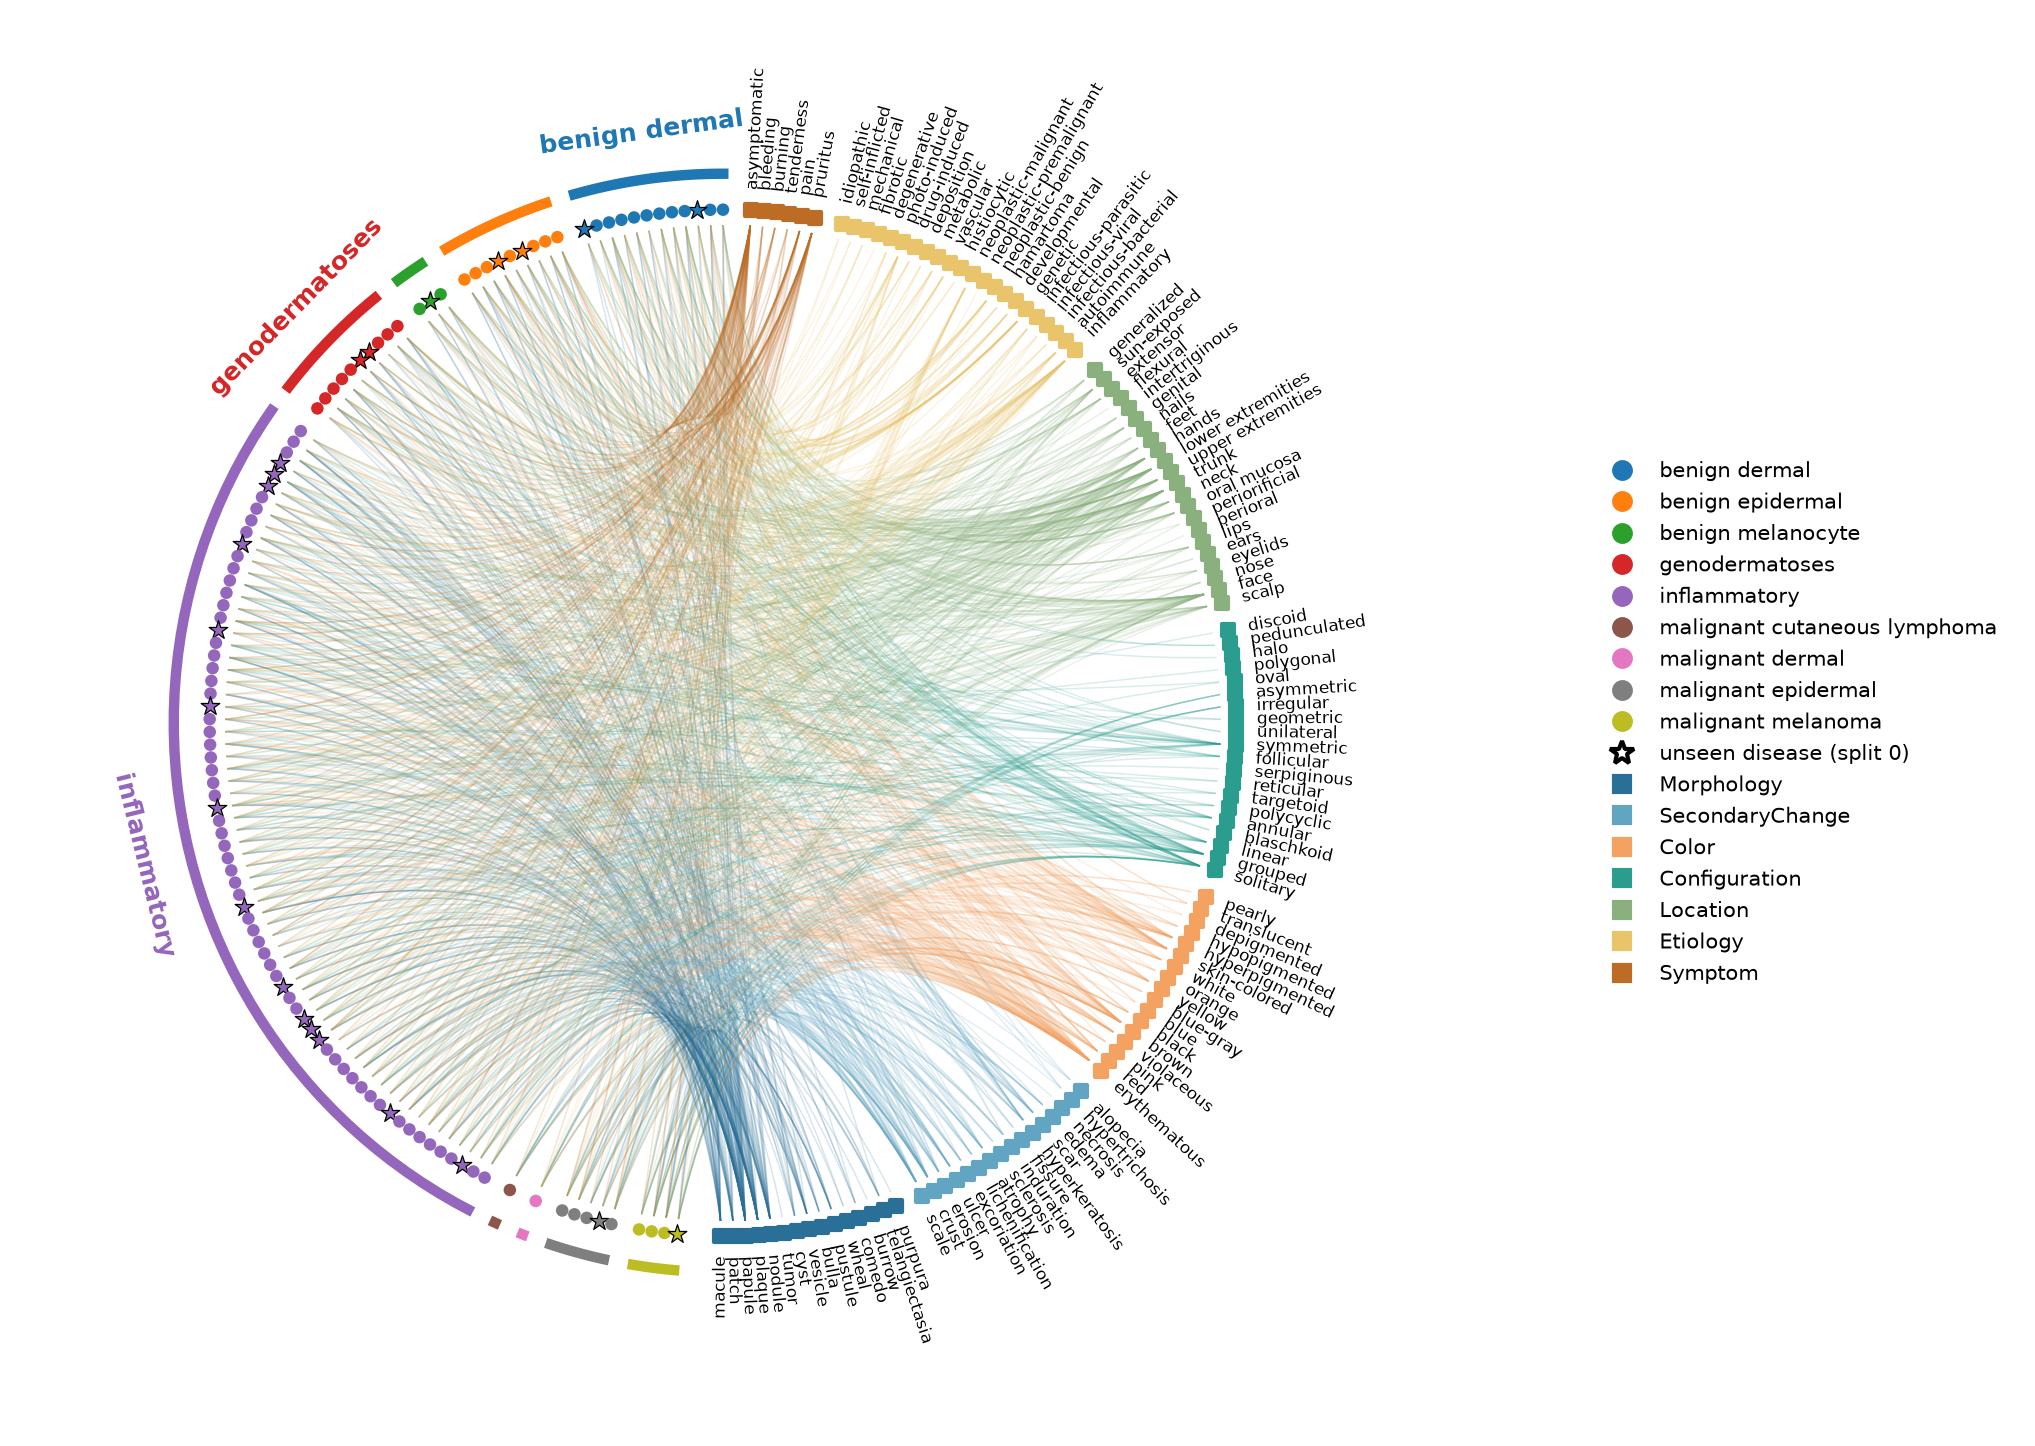 benign dermal
genodermatoses
inflammatory
asymptomatic
bleeding
burning
tenderness
pain
pruritus
idiopathic
self-inflicted
mechanical
fibrotic
degenerative
photo-induced
drug-induced
deposition
metabolic
vascular
histiocytic
neoplastic-malignant
neoplastic-premalignant
neoplastic-benign
hamartoma
developmental
genetic
infectious-parasitic
infectious-viral
infectious-bacterial
autoimmune
inflammatory
generalized
sun-exposed
extensor
flexural
intertriginous
genital
nails
feet
hands
lower extremities
upper extremities
trunk
neck
oral mucosa
periorificial
perioral
lips
ears
eyelids
nose
face
scalp
discoid
pedunculated
halo
polygonal
oval
asymmetric
irregular
geometric
unilateral
symmetric
follicular
serpiginous
reticular
targetoid
polycyclic
annular
blaschkoid
linear
grouped
solitary
pearly
translucent
depigmented
hypopigmented
hyperpigmented
skin-colored
white
orange
yellow
blue-gray
blue
black
brown
violaceous
pink
red
erythematous
alopecia
hypertrichosis
necrosis
edema
scar
hyperkeratosis
fissure
induration
sclerosis
atrophy
lichenification
excoriation
ulcer
erosion
crust
scale
purpura
telangiectasia
burrow
comedo
wheal
pustule
bulla
vesicle
cyst
tumor
nodule
plaque
papule
patch
macule
benign dermal
benign epidermal
benign melanocyte
genodermatoses
inflammatory
malignant cutaneous lymphoma
malignant dermal
malignant epidermal
malignant melanoma
unseen disease (split 0)
Morphology
SecondaryChange
Color
Configuration
Location
Etiology
Symptom